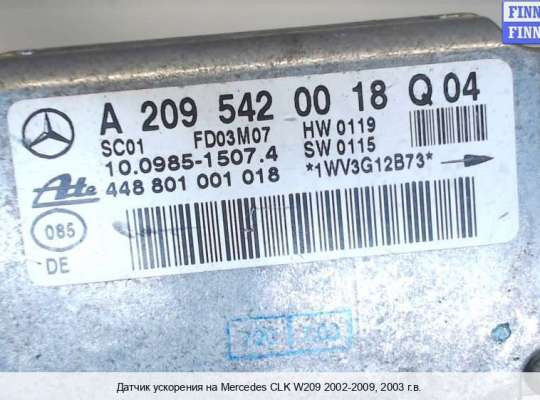 FINN
FINN
A 209 542 00 18 Q 04
SC01 FD03M07 HW 0119
10.0985-1507.4 SW 0115
Ate 448 801 001 018 *1WV3G12B73*
085
DE
Датчик ускорения на Mercedes CLK W209 2002-2009, 2003 г.в.